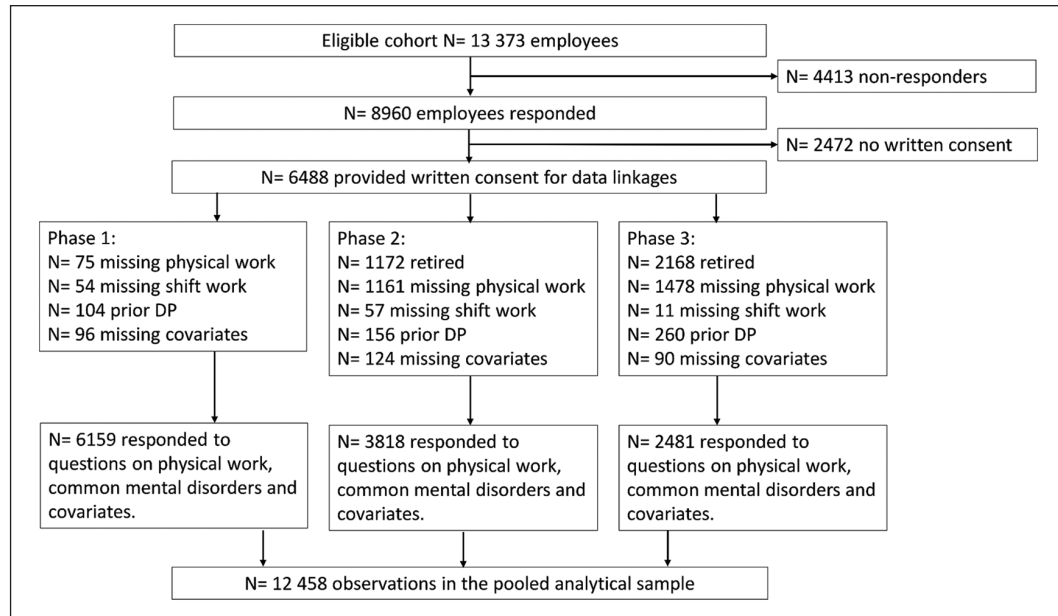 Eligible cohort N= 13 373 employees
N= 4413 non-responders
N= 8960 employees responded
N= 2472 no written consent
N= 6488 provided written consent for data linkages
Phase 1:
N= 75 missing physical work
N= 54 missing shift work
N= 104 prior DP
N= 96 missing covariates
Phase 2:
N= 1172 retired
N= 1161 missing physical work
N= 57 missing shift work
N= 156 prior DP
N= 124 missing covariates
Phase 3:
N= 2168 retired
N= 1478 missing physical work
N= 11 missing shift work
N= 260 prior DP
N= 90 missing covariates
N= 6159 responded to
questions on physical work,
common mental disorders and
covariates.
N= 3818 responded to
questions on physical work,
common mental disorders and
covariates.
N= 2481 responded to
questions on physical work,
common mental disorders and
covariates.
N= 12 458 observations in the pooled analytical sample